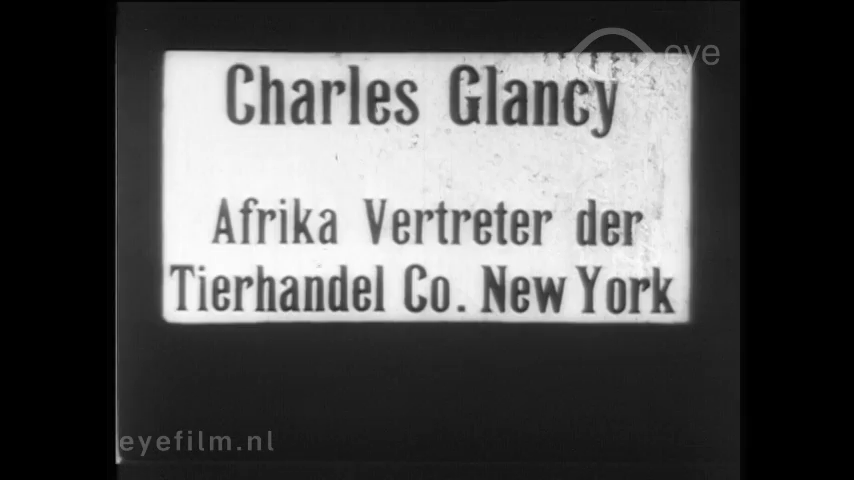 eye
Charles Glancy
Afrika Vertreter der
Tierhandel Co. New York
eyefilm.nl